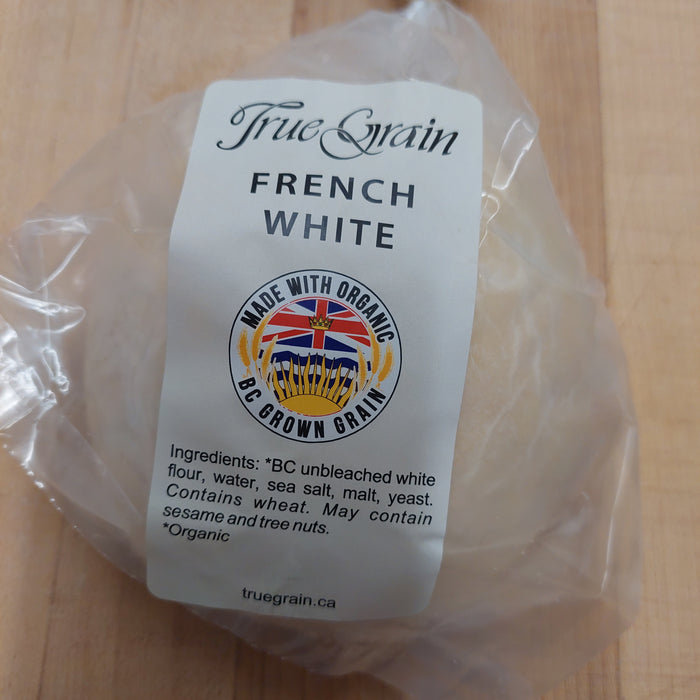 True Grain
FRENCH
WHITE
MADE WITH ORGANIC
BC GROWN GRAIN
Ingredients: *BC unbleached white
flour, water, sea salt, malt, yeast.
Contains wheat. May contain
sesame and tree nuts.
*Organic
truegrain.ca